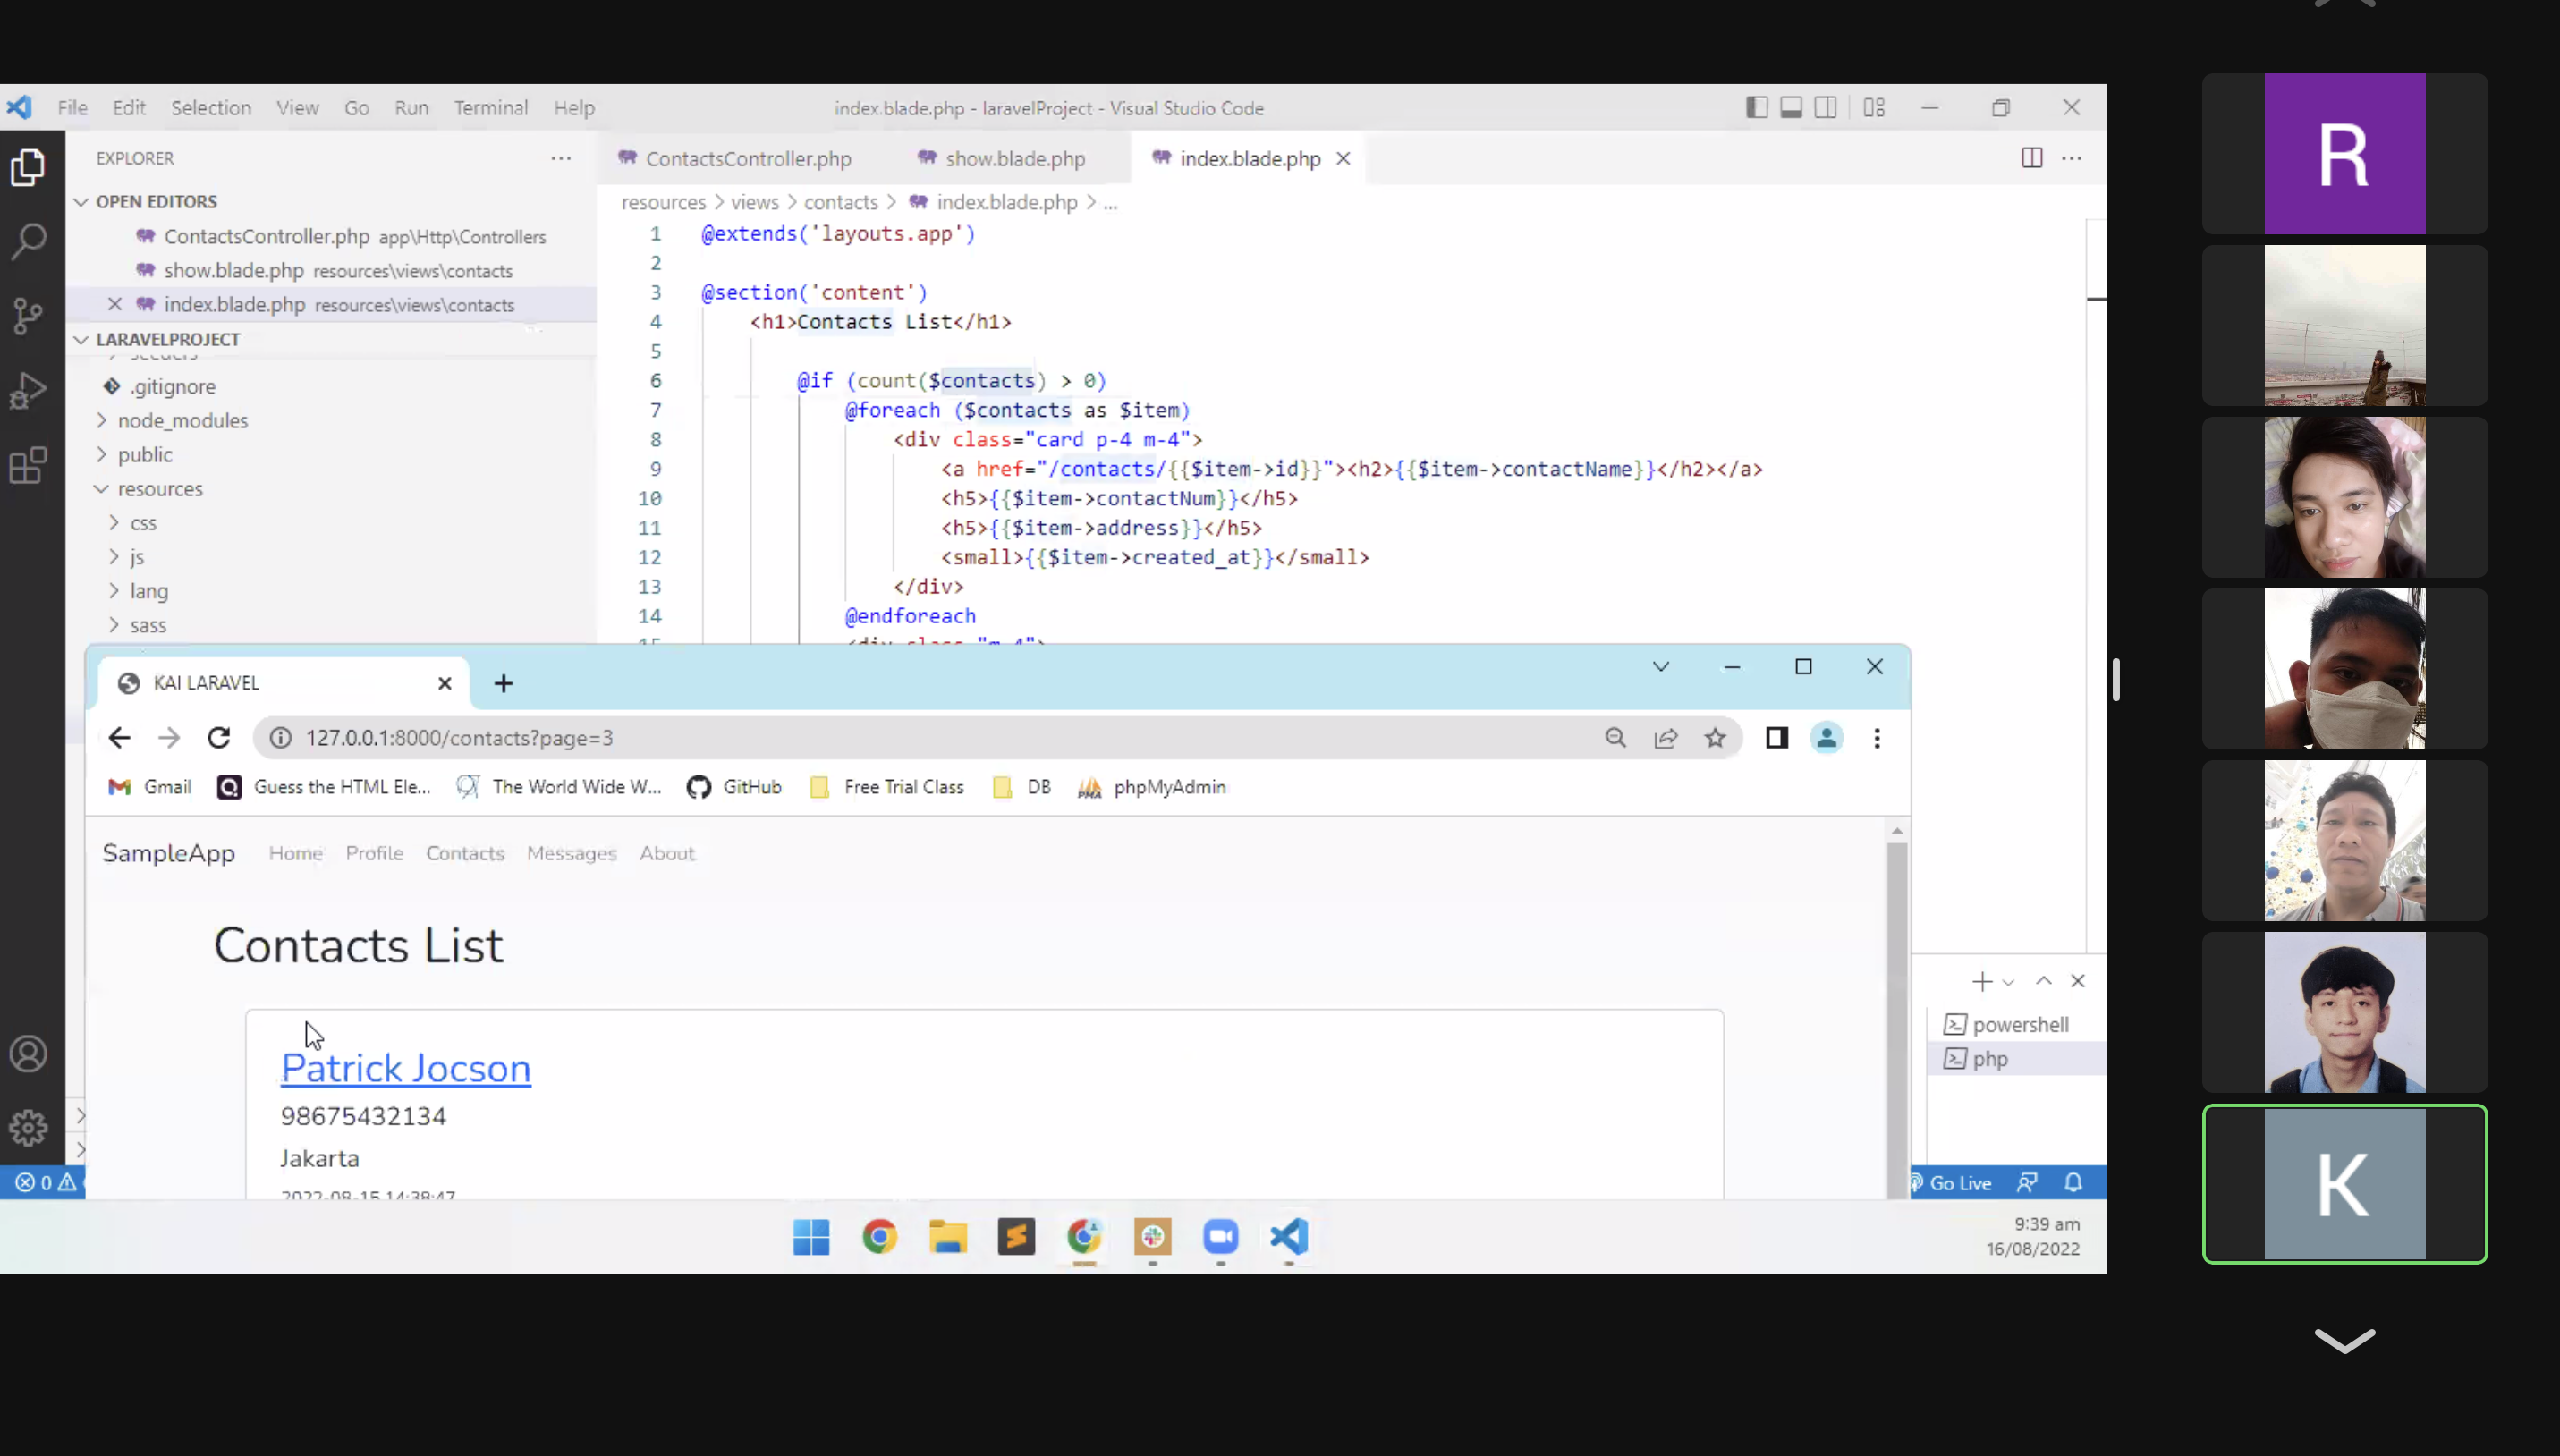 File Edit Selection View Go Run Terminal Help
index.blade.php - laravelProject - Visual Studio Code
EXPLORER
OPEN EDITORS
ContactsController.php app\Http\Controllers
show.blade.php resources\views\contacts
index.blade.php resources\views\contacts
LARAVELPROJECT
seeders
.gitignore
node_modules
public
resources
css
js
lang
sass
ContactsController.php
show.blade.php
index.blade.php
resources > views > contacts > index.blade.php > ...
1 @extends('layouts.app')
2
3 @section('content')
4 <h1>Contacts List</h1>
5
6 @if (count($contacts) > 0)
7 @foreach ($contacts as $item)
8 <div class="card p-4 m-4">
9 <a href="/contacts/{{$item->id}}"><h2>{{$item->contactName}}</h2></a>
10 <h5>{{$item->contactNum}}</h5>
11 <h5>{{$item->address}}</h5>
12 <small>{{$item->created_at}}</small>
13 </div>
14 @endforeach
15 <div class="m-4">
KAI LARAVEL
127.0.0.1:8000/contacts?page=3
Gmail Guess the HTML Ele... The World Wide W... GitHub Free Trial Class DB phpMyAdmin
SampleApp Home Profile Contacts Messages About
Contacts List
Patrick Jocson
98675432134
Jakarta
2022-08-15 14:38:47
powershell
php
0
Go Live
9:39 am
16/08/2022
R
K